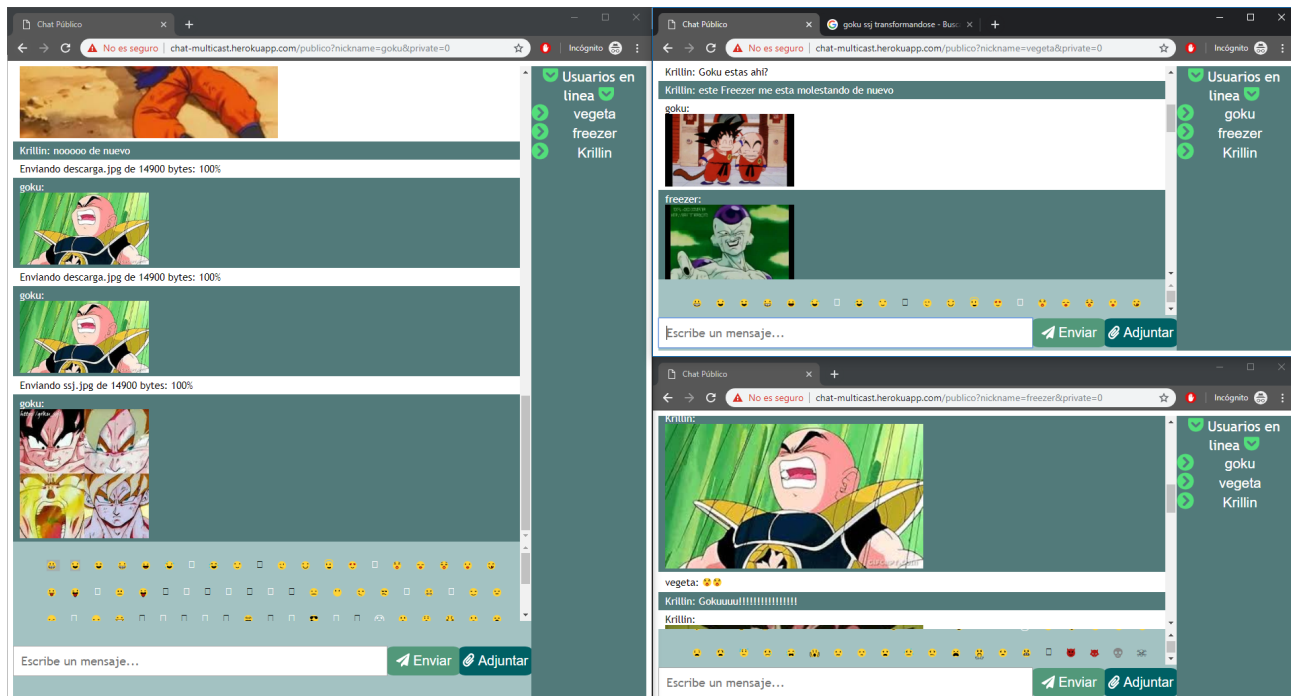 Chat Público
No es seguro | chat-multicast.herokuapp.com/publico?nickname=goku&private=0
Incógnito
Krillin: nooooo de nuevo
Enviando descarga.jpg de 14900 bytes: 100%
goku:
Enviando descarga.jpg de 14900 bytes: 100%
goku:
Enviando ssj.jpg de 14900 bytes: 100%
goku:
Escribe un mensaje...
Enviar
Adjuntar
Usuarios en
linea
vegeta
freezer
Krillin
Chat Público
goku ssj transformandose - Busc
No es seguro | chat-multicast.herokuapp.com/publico?nickname=vegeta&private=0
Incógnito
Krillin: Goku estas ahi?
Krillin: este Freezer me esta molestando de nuevo
goku:
freezer:
Escribe un mensaje...
Enviar
Adjuntar
Usuarios en
linea
goku
freezer
Krillin
Chat Público
No es seguro | chat-multicast.herokuapp.com/publico?nickname=freezer&private=0
Incógnito
Krillin:
vegeta: 😲😲
Krillin: Gokuuuu!!!!!!!!!!!!!!!!
Krillin:
Escribe un mensaje...
Enviar
Adjuntar
Usuarios en
linea
goku
vegeta
Krillin